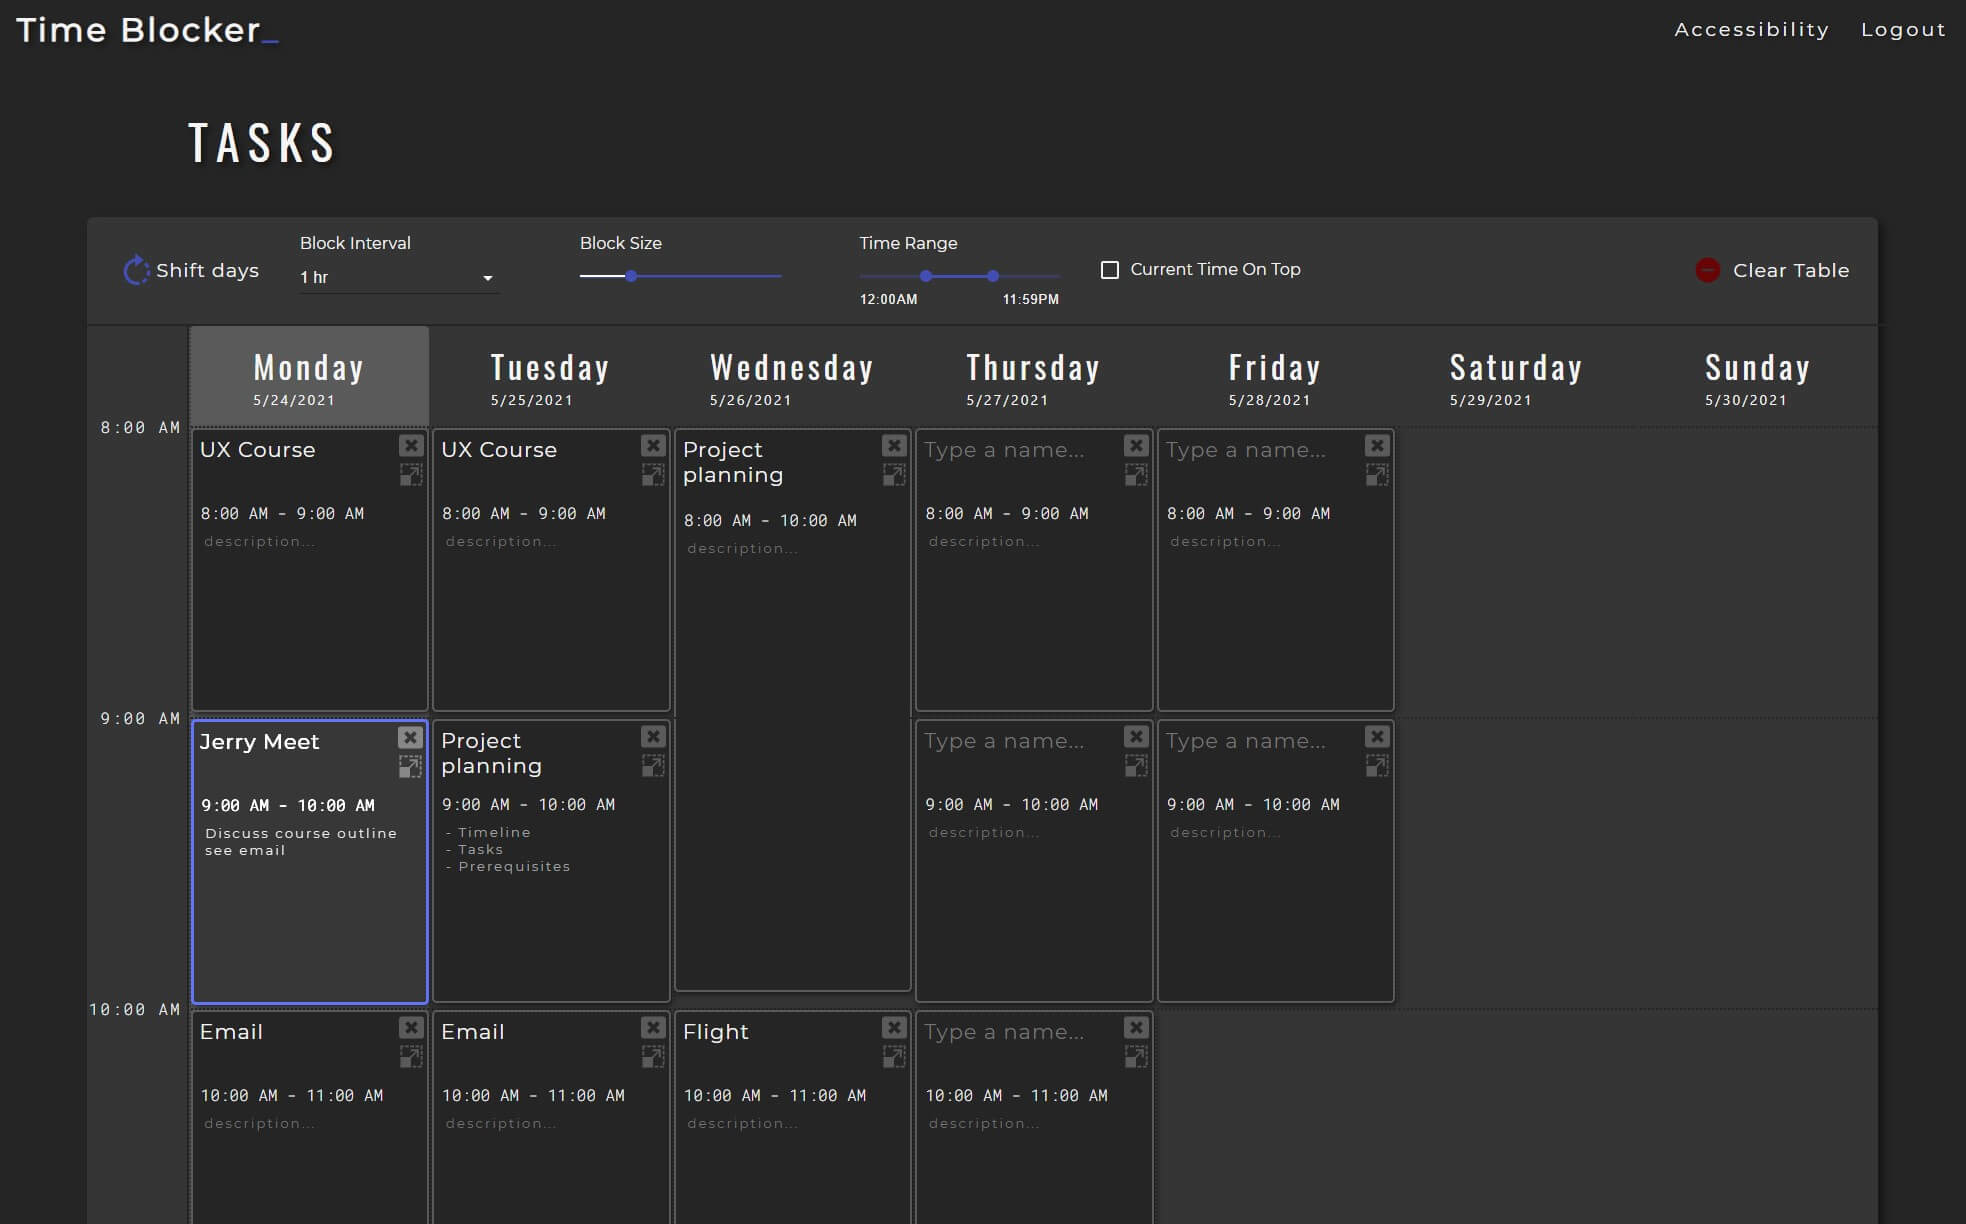 Time Blocker_
Accessibility Logout
TASKS
Shift days
Block Interval
1 hr
Block Size
Time Range
12:00AM 11:59PM
Current Time On Top
Clear Table
Monday
5/24/2021
Tuesday
5/25/2021
Wednesday
5/26/2021
Thursday
5/27/2021
Friday
5/28/2021
Saturday
5/29/2021
Sunday
5/30/2021
8:00 AM
UX Course
8:00 AM - 9:00 AM
description...
UX Course
8:00 AM - 9:00 AM
description...
Project
planning
8:00 AM - 10:00 AM
description...
Type a name...
8:00 AM - 9:00 AM
description...
Type a name...
8:00 AM - 9:00 AM
description...
9:00 AM
Jerry Meet
9:00 AM - 10:00 AM
Discuss course outline
see email
Project
planning
9:00 AM - 10:00 AM
- Timeline
- Tasks
- Prerequisites
Type a name...
9:00 AM - 10:00 AM
description...
Type a name...
9:00 AM - 10:00 AM
description...
10:00 AM
Email
10:00 AM - 11:00 AM
description...
Email
10:00 AM - 11:00 AM
description...
Flight
10:00 AM - 11:00 AM
description...
Type a name...
10:00 AM - 11:00 AM
description...